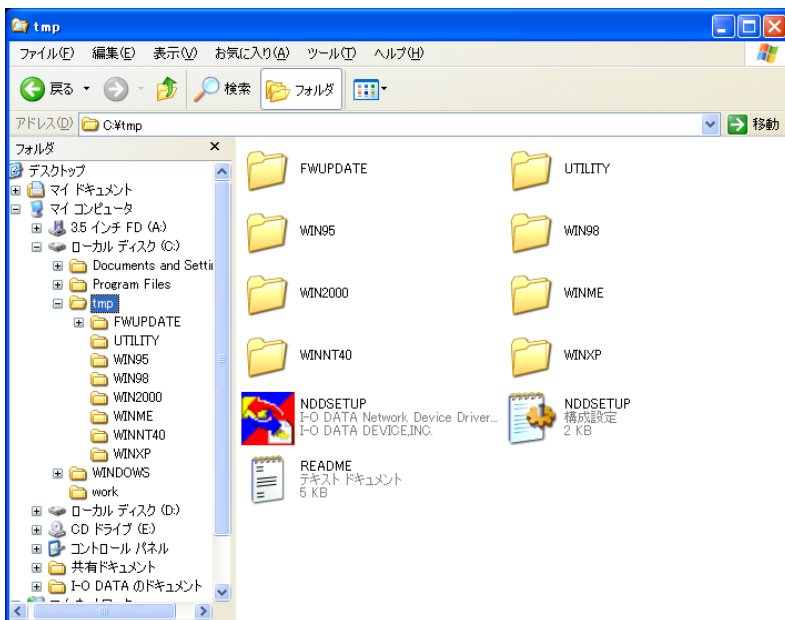 tmp
ファイル(F) 編集(E) 表示(V) お気に入り(A) ツール(T) ヘルプ(H)
戻る 検索 フォルダ
アドレス(D) C:¥tmp 移動
フォルダ ×
デスクトップ
マイ ドキュメント
マイ コンピュータ
3.5 インチ FD (A:)
ローカル ディスク (C:)
Documents and Setti
Program Files
tmp
FWUPDATE
UTILITY
WIN95
WIN98
WIN2000
WINME
WINNT40
WINXP
WINDOWS
work
ローカル ディスク (D:)
CD ドライブ (E:)
コントロール パネル
共有ドキュメント
I-O DATA のドキュメント
FWUPDATE
UTILITY
WIN95
WIN98
WIN2000
WINME
WINNT40
WINXP
NDDSETUP
I-O DATA Network Device Driver...
I-O DATA DEVICE,INC.
NDDSETUP
構成設定
2 KB
README
テキスト ドキュメント
5 KB